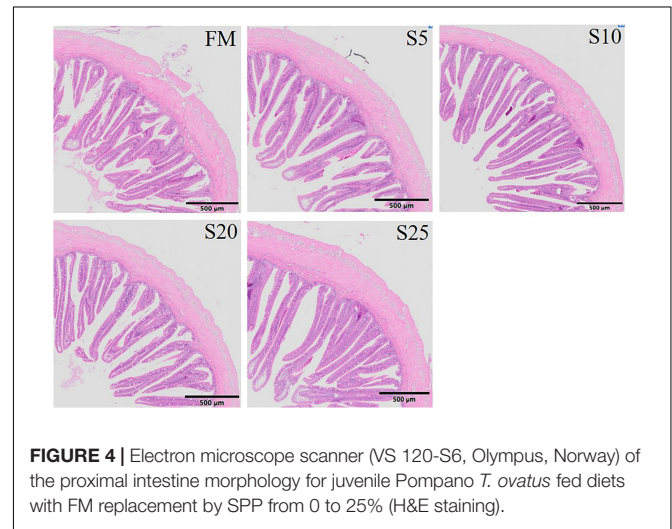 FM
S5
S10
500 µm
500 µm
500 µm
S20
S25
500 µm
500 µm
FIGURE 4 | Electron microscope scanner (VS 120-S6, Olympus, Norway) of
the proximal intestine morphology for juvenile Pompano T. ovatus fed diets
with FM replacement by SPP from 0 to 25% (H&E staining).